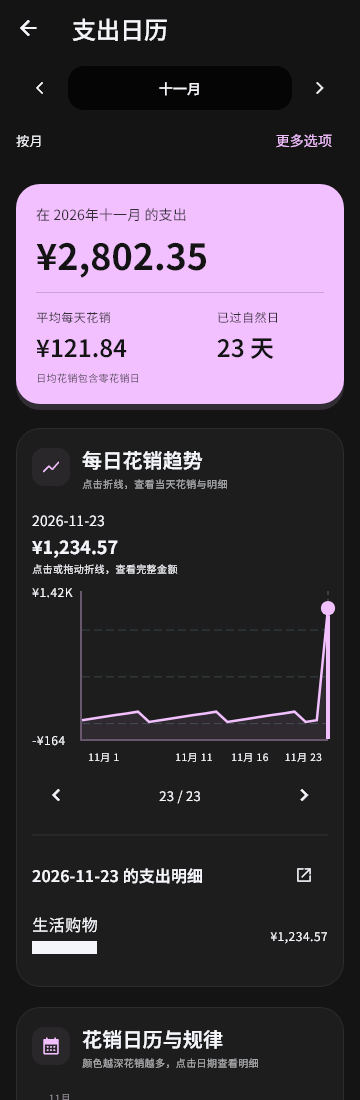 支出日历
十一月
按月
更多选项
在 2026年十一月 的支出
¥2,802.35
平均每天花销
已过自然日
¥121.84
23 天
日均花销包含零花销日
每日花销趋势
点击折线，查看当天花销与明细
2026-11-23
¥1,234.57
点击或拖动折线，查看完整金额
¥1.42K
-¥164
11月 1
11月 11
11月 16
11月 23
23 / 23
2026-11-23 的支出明细
生活购物
¥1,234.57
花销日历与规律
颜色越深花销越多，点击日期查看明细
11月